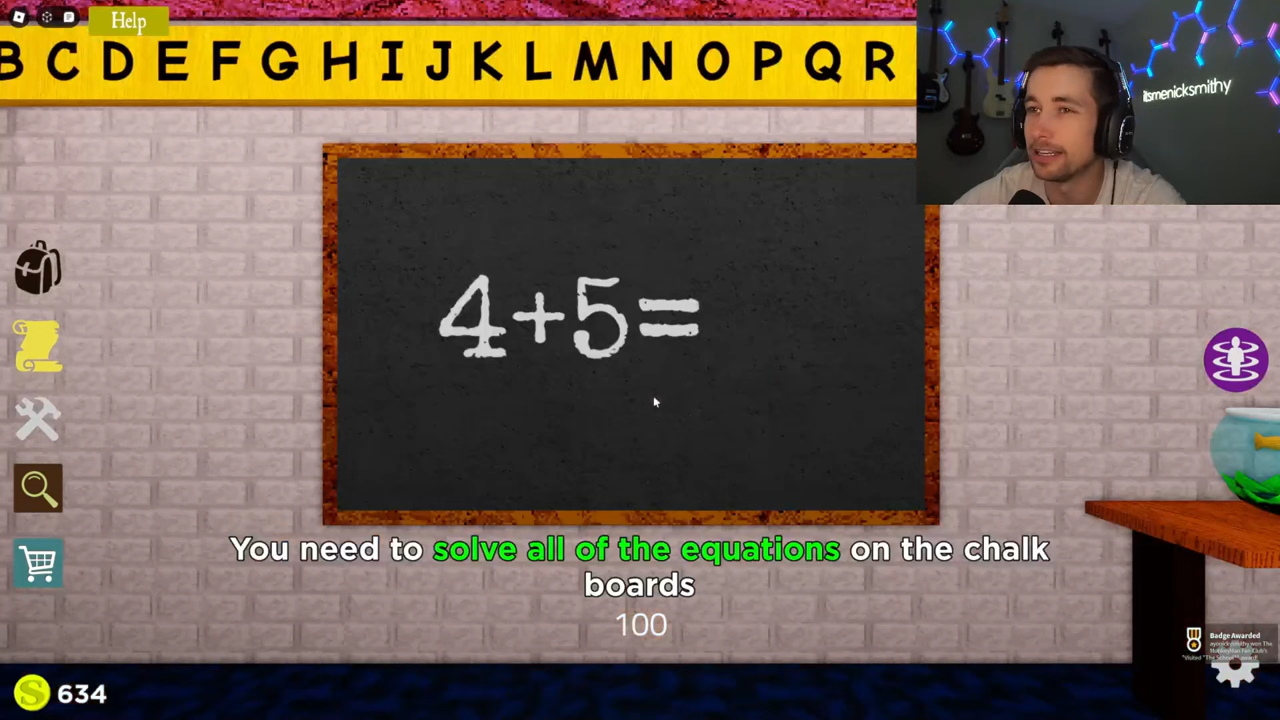 Help
B C D E F G H I J K L M N O P Q R
itsmenicksmithy
4+5=
You need to solve all of the equations on the chalk
boards
100
Badge Awarded
S 634